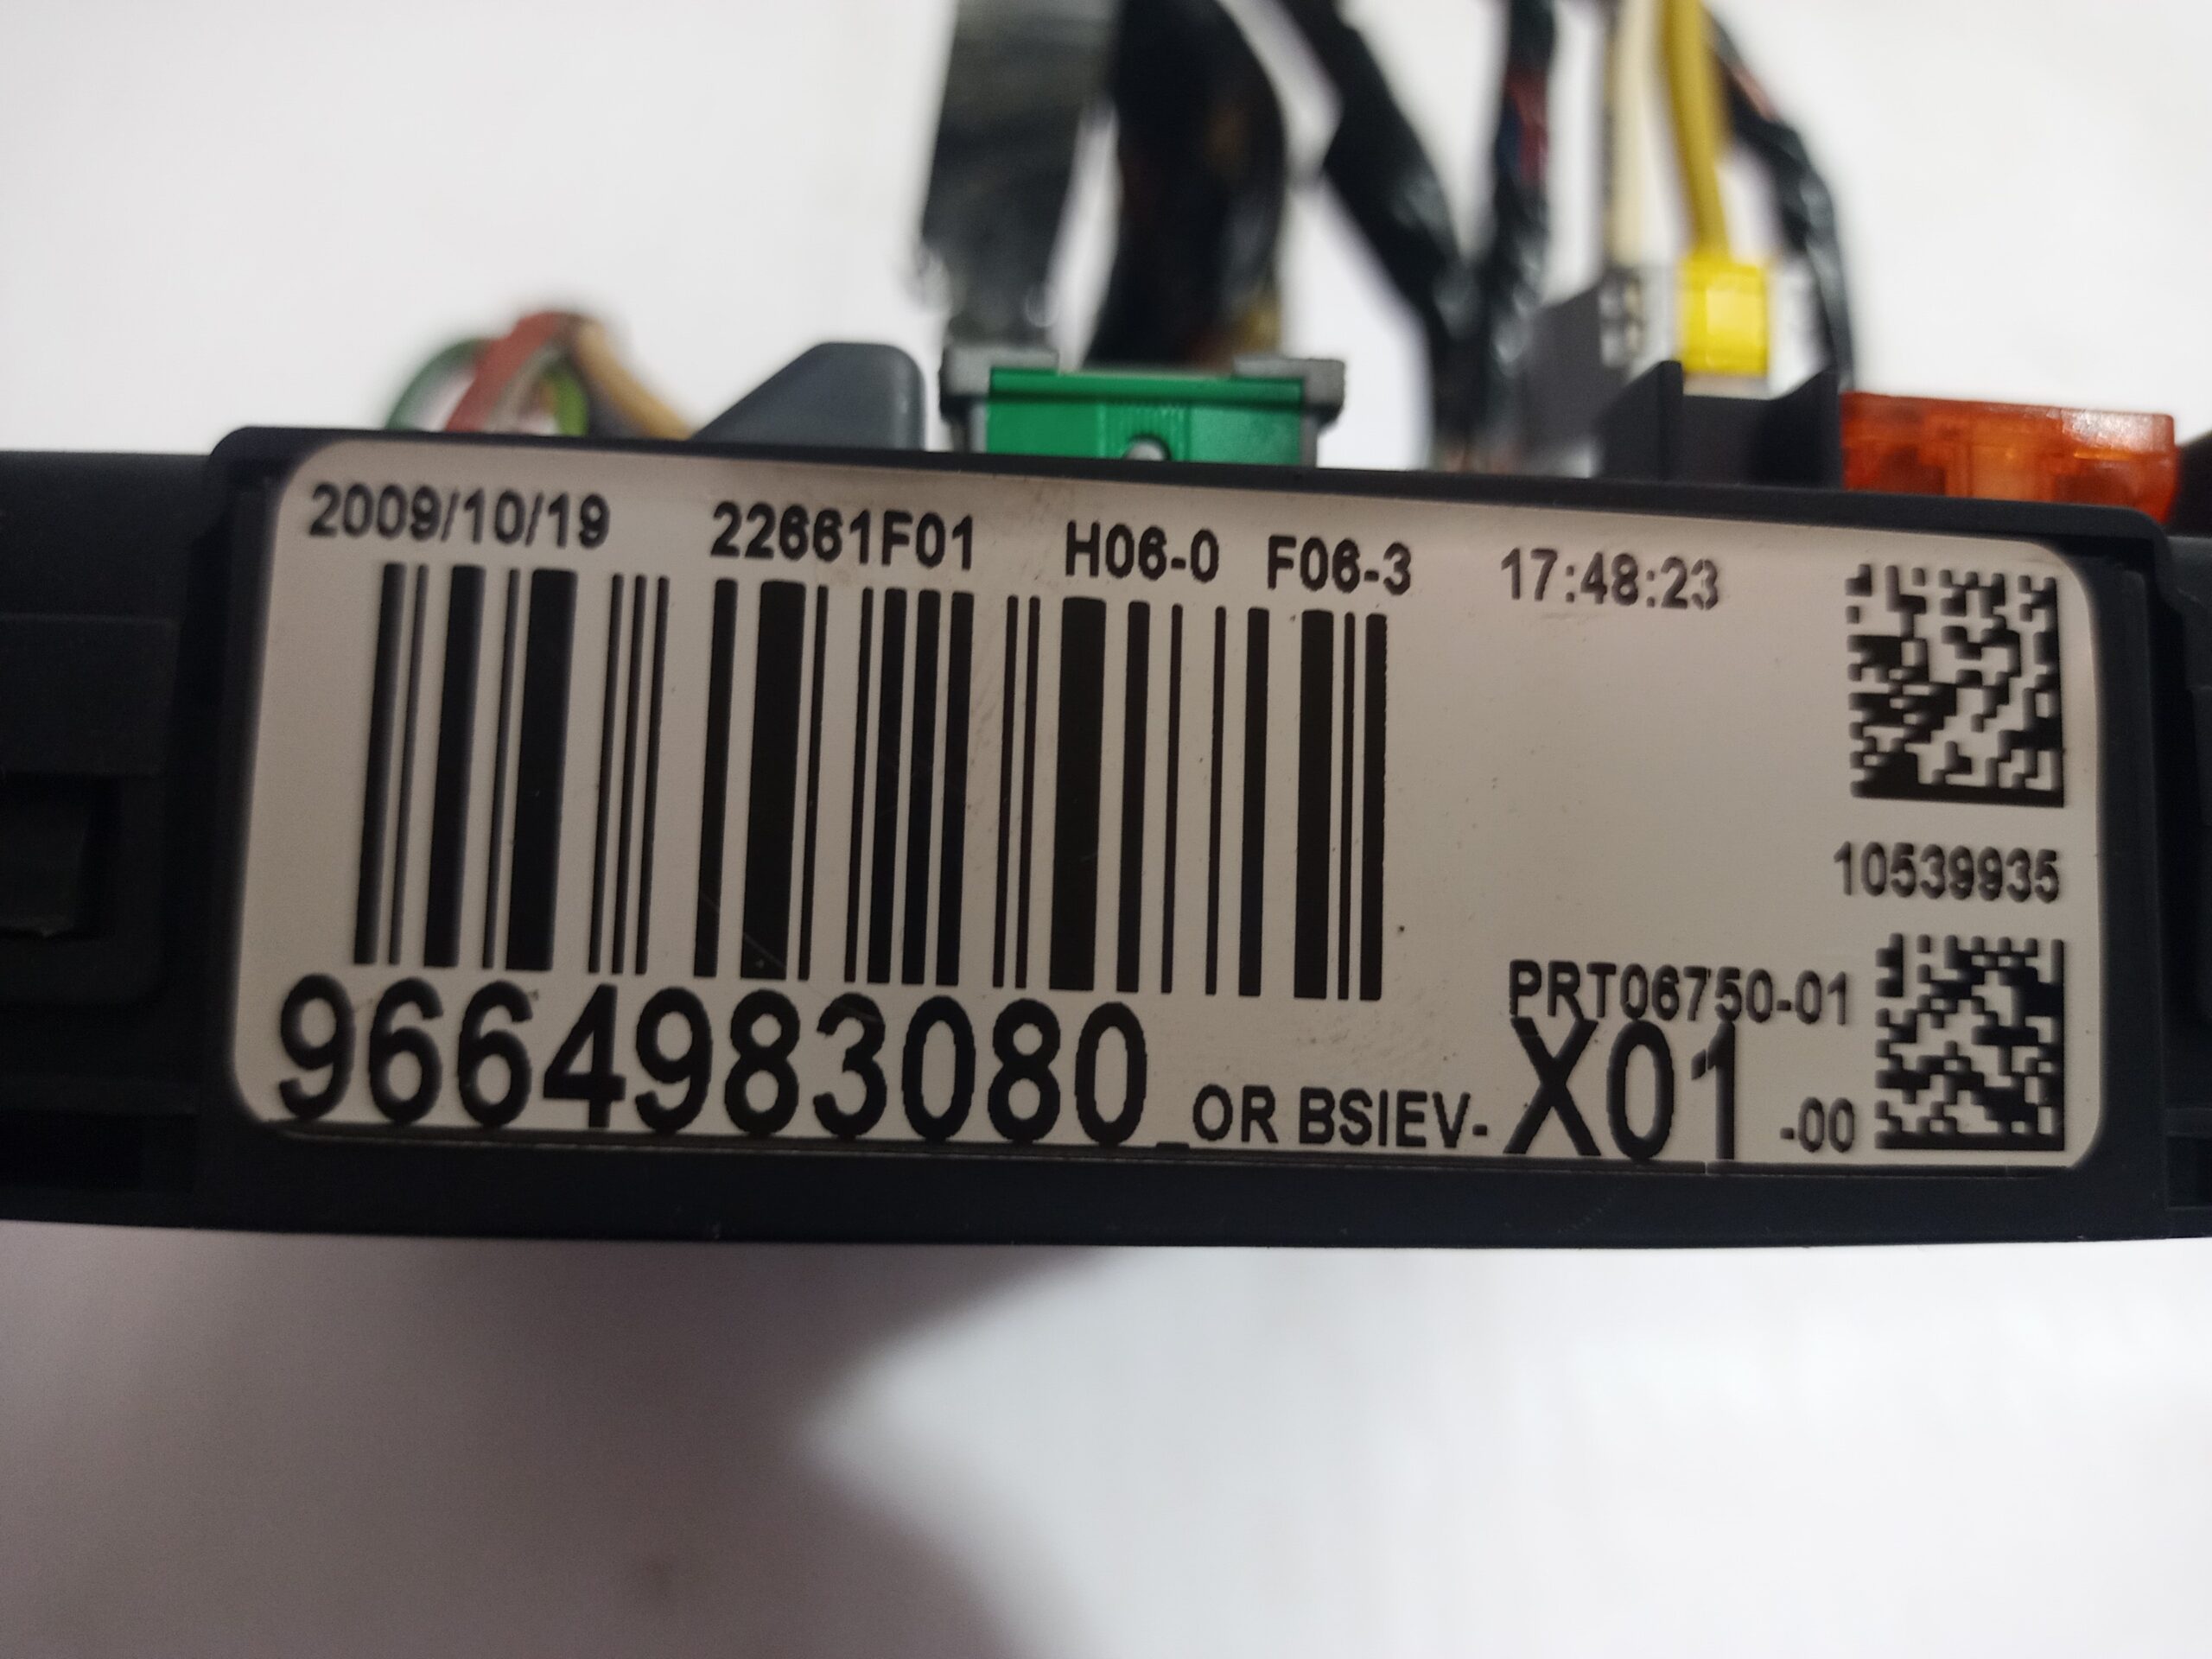 2009/10/19 22661F01 H06-0 F06-3 17:48:23
10539935
PRT06750-01
9664983080_OR BSIEV-X01-00